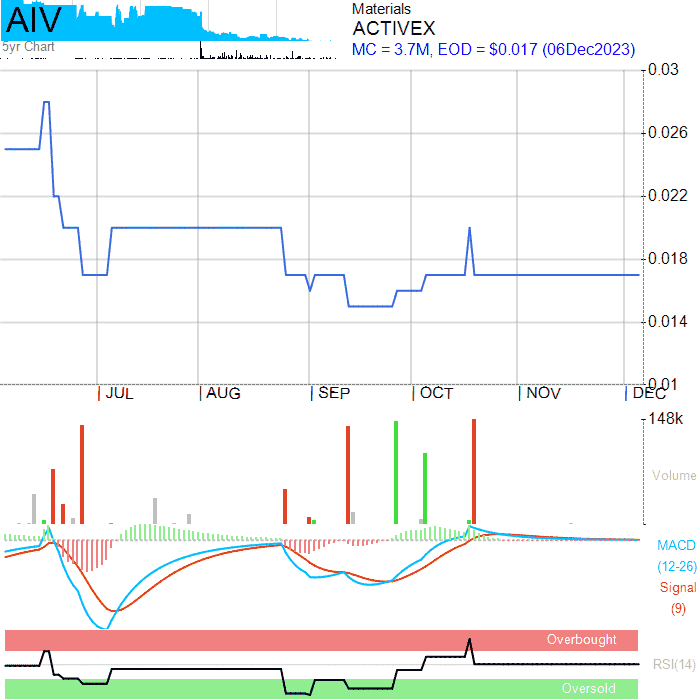 AIV
5yr Chart
Materials
ACTIVEX
MC = 3.7M, EOD = $0.017 (06Dec2023)
0.03
0.026
0.022
0.018
0.014
0.01
JUL
AUG
SEP
OCT
NOV
DEC
148k
Volume
MACD
(12-26)
Signal
(9)
Overbought
RSI(14)
Oversold